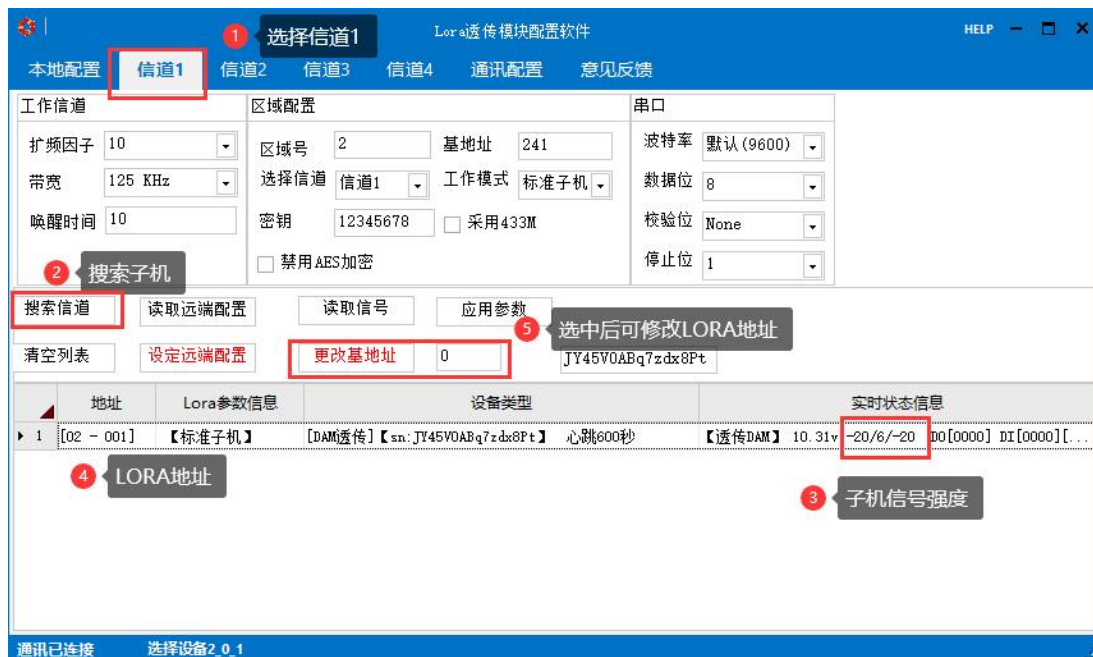 1 选择信道1 Lora透传模块配置软件 HELP
本地配置 信道1 信道2 信道3 信道4 通讯配置 意见反馈
工作信道 区域配置 串口
扩频因子 10 区域号 2 基地址 241 波特率 默认(9600)
带宽 125 KHz 选择信道 信道1 工作模式 标准子机 数据位 8
唤醒时间 10 密钥 12345678 采用433M 校验位 None
2 搜索子机 禁用AES加密 停止位 1
搜索信道 读取远端配置 读取信号 应用参数
5 选中后可修改LORA地址
清空列表 设定远端配置 更改基地址 0 JY45V0ABq7zdx8Pt
地址 Lora参数信息 设备类型 实时状态信息
1 [02 - 001] 【标准子机】 [DAM透传]【sn:JY45V0ABq7zdx8Pt】 心跳600秒 【透传DAM】 10.31v -20/6/-20 DO[0000] DI[0000][...
4 LORA地址 3 子机信号强度
通讯已连接 选择设备2_0_1